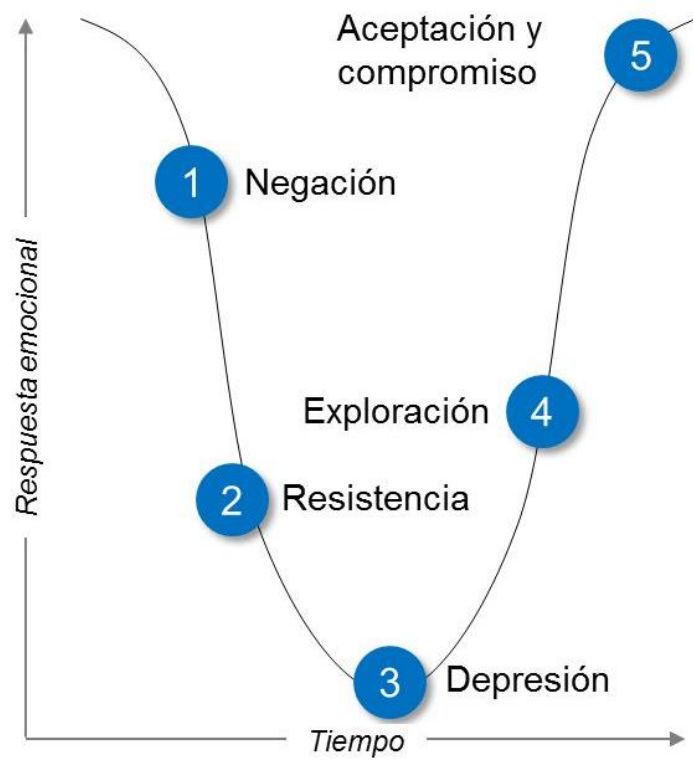 Aceptación y
compromiso
5
1
Negación
Respuesta emocional
Exploración
4
2
Resistencia
3
Depresión
Tiempo